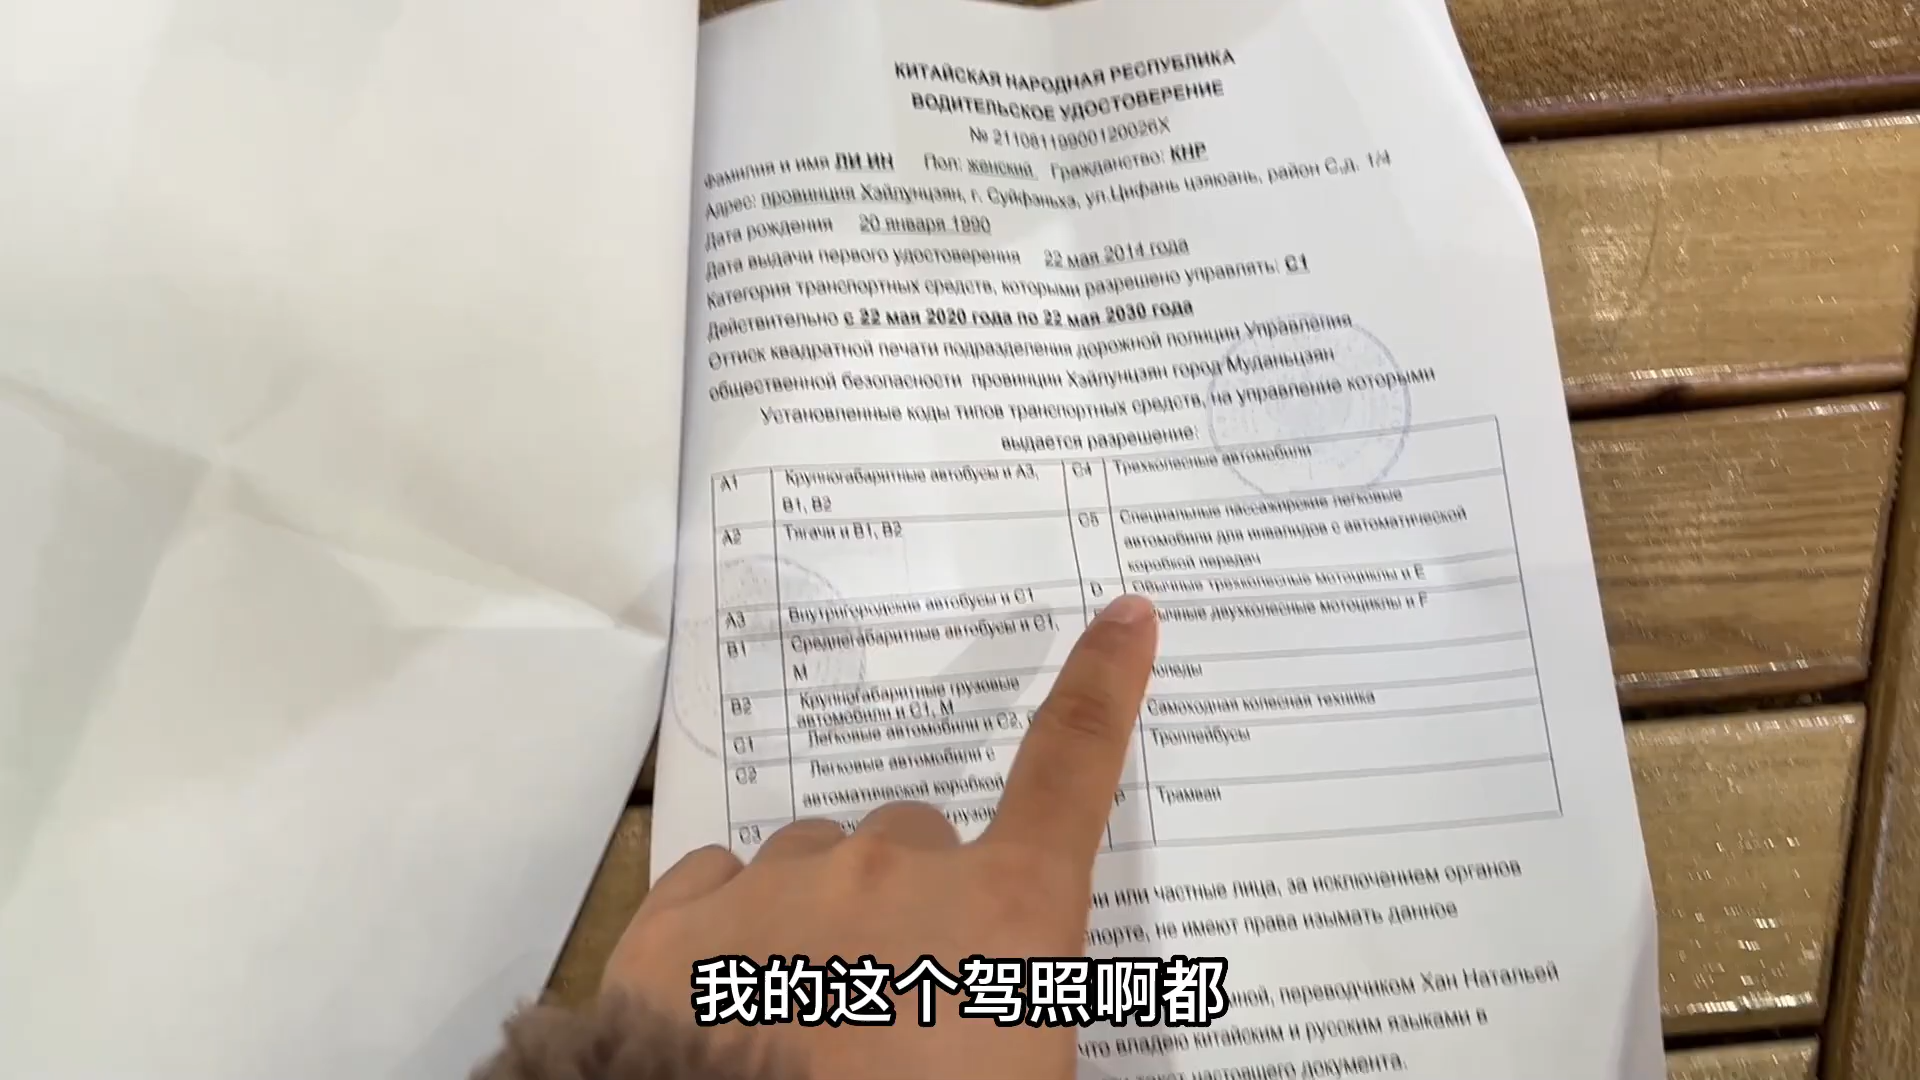 КИТАЙСКАЯ НАРОДНАЯ РЕСПУБЛИКА
ВОДИТЕЛЬСКОЕ УДОСТОВЕРЕНИЕ
№ 21108119900120026X
Фамилия и имя ЛИ ИН Пол: женский, Гражданство: КНР
Адрес: провинция Хэйлунцзян, г. Суйфэньхэ, ул.Цифань цзяюань, район С,д. 1/4
Дата рождения 20 января 1990
Дата выдачи первого удостоверения 22 мая 2014 года
Категория транспортных средств, которыми разрешено управлять: С1
Действительно с 22 мая 2020 года по 22 мая 2030 года
Оттиск квадратной печати подразделения дорожной полиции Управления
общественной безопасности провинции Хэйлунцзян город Муданьцзян
Установленные коды типов транспортных средств, на управление которыми
выдается разрешение:
А1 Крупногабаритные автобусы и А3,
В1, В2
С4 Трехколесные автомобили
А2 Тягачи и В1, В2
С5 Специальные пассажирские легковые
автомобили для инвалидов с автоматической
коробкой передач
А3 Внутригородские автобусы и С1
D Обычные трехколесные мотоциклы и Е
В1 Среднегабаритные автобусы и С1,
М
двухколесные мотоциклы и F
В2 Крупногабаритные грузовые
автомобили и С1, М
Самоходная колесная техника
С1 Легковые автомобили и С2,
Троллейбусы
С2 Легковые автомобили с
автоматической коробкой
Р Трамваи
С3
или частные лица, за исключением органов
не имеют права изымать данное
переводчиком Хан Натальей
что владею китайским и русским языками в
текст настоящего документа.
我的这个驾照啊都